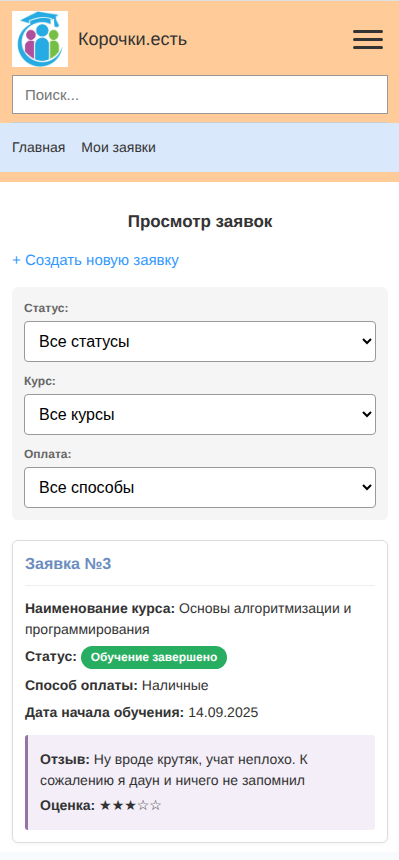 Корочки.есть
Поиск...
Главная Мои заявки
Просмотр заявок
+ Создать новую заявку
Статус:
Все статусы
Курс:
Все курсы
Оплата:
Все способы
Заявка №3
Наименование курса: Основы алгоритмизации и
программирования
Статус: Обучение завершено
Способ оплаты: Наличные
Дата начала обучения: 14.09.2025
Отзыв: Ну вроде крутяк, учат неплохо. К
сожалению я даун и ничего не запомнил
Оценка: ★★★☆☆